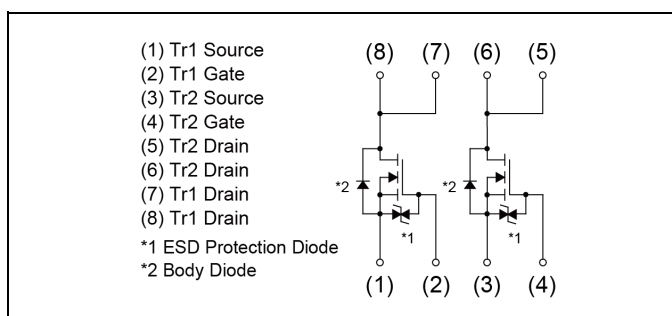 (1) Tr1 Source
(2) Tr1 Gate
(3) Tr2 Source
(4) Tr2 Gate
(5) Tr2 Drain
(6) Tr2 Drain
(7) Tr1 Drain
(8) Tr1 Drain
*1 ESD Protection Diode
*2 Body Diode
(8) (7) (6) (5)
*2 *2
*1 *1
(1) (2) (3) (4)